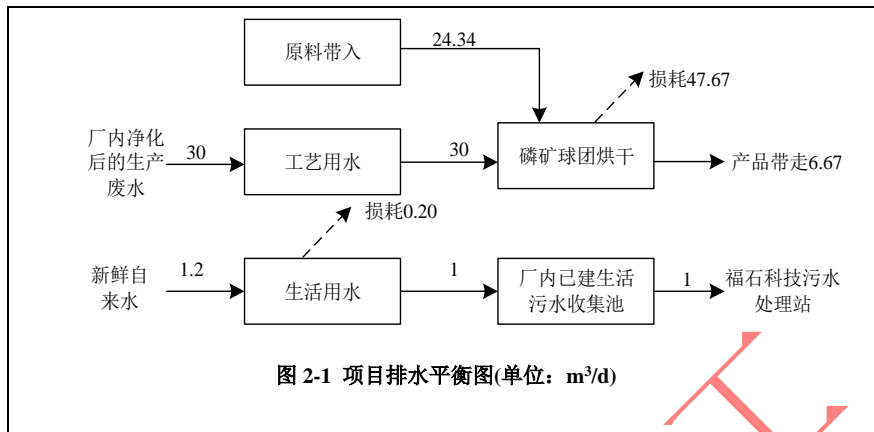 原料带入
24.34
损耗47.67
厂内净化
后的生产
废水
30
工艺用水
30
磷矿球团烘干
产品带走6.67
损耗0.20
新鲜自
来水
1.2
生活用水
1
厂内已建生活
污水收集池
1
福石科技污水
处理站
图 2-1 项目排水平衡图(单位：m³/d)